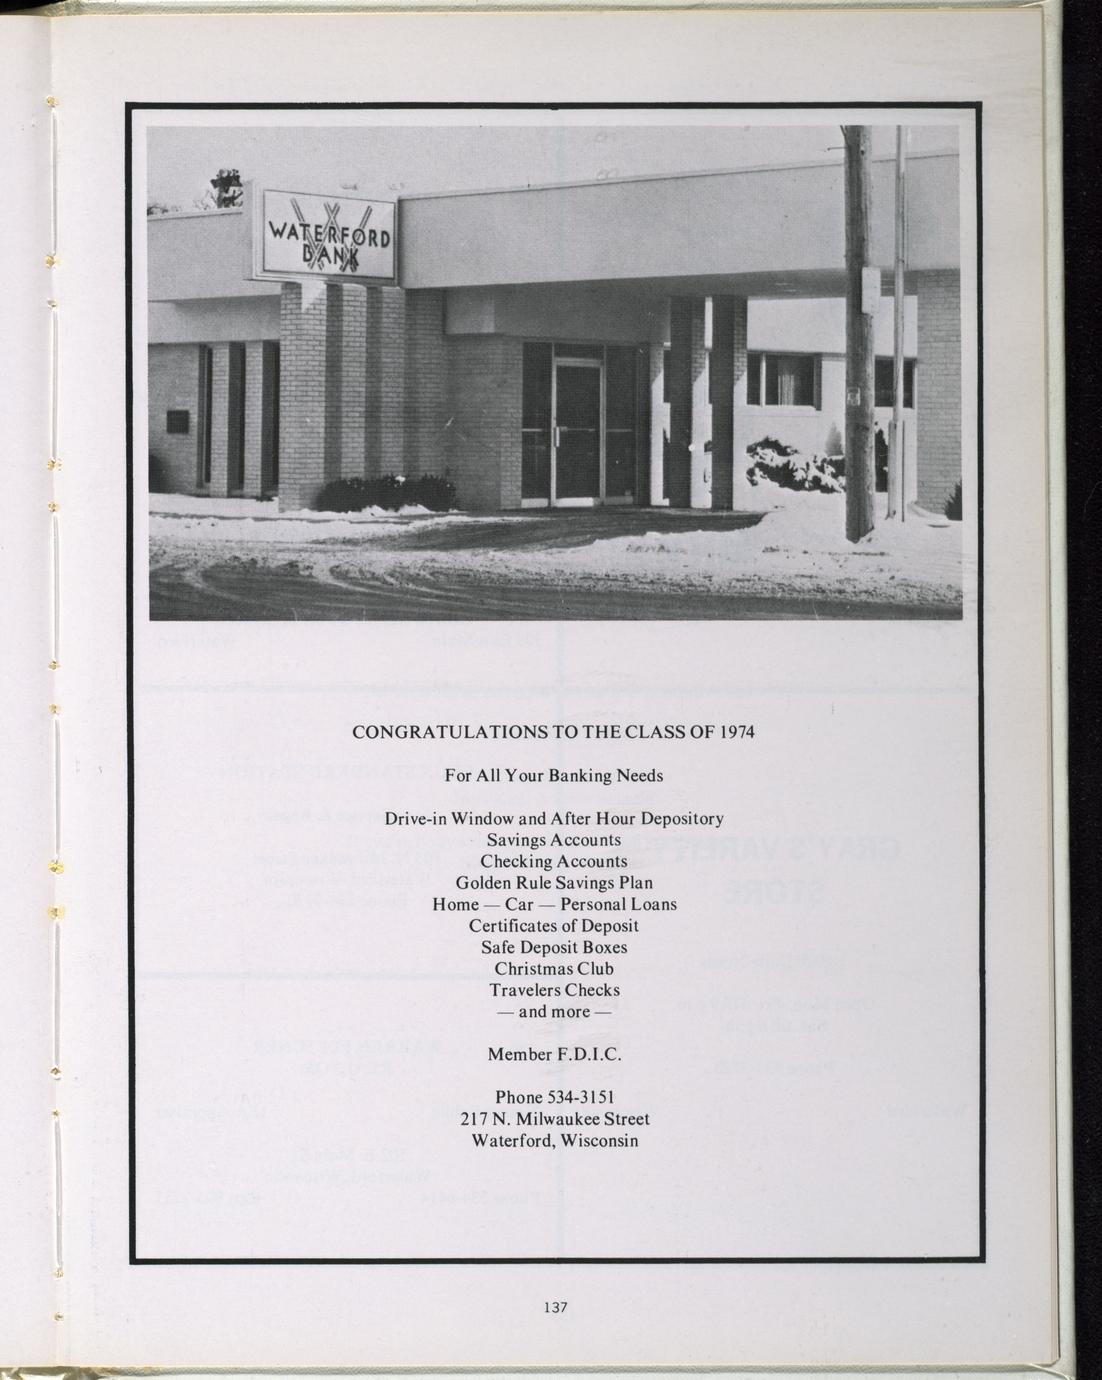 WATERFORD
BANK
CONGRATULATIONS TO THE CLASS OF 1974
For All Your Banking Needs
Drive-in Window and After Hour Depository
Savings Accounts
Checking Accounts
Golden Rule Savings Plan
Home — Car — Personal Loans
Certificates of Deposit
Safe Deposit Boxes
Christmas Club
Travelers Checks
— and more —
Member F.D.I.C.
Phone 534-3151
217 N. Milwaukee Street
Waterford, Wisconsin
137